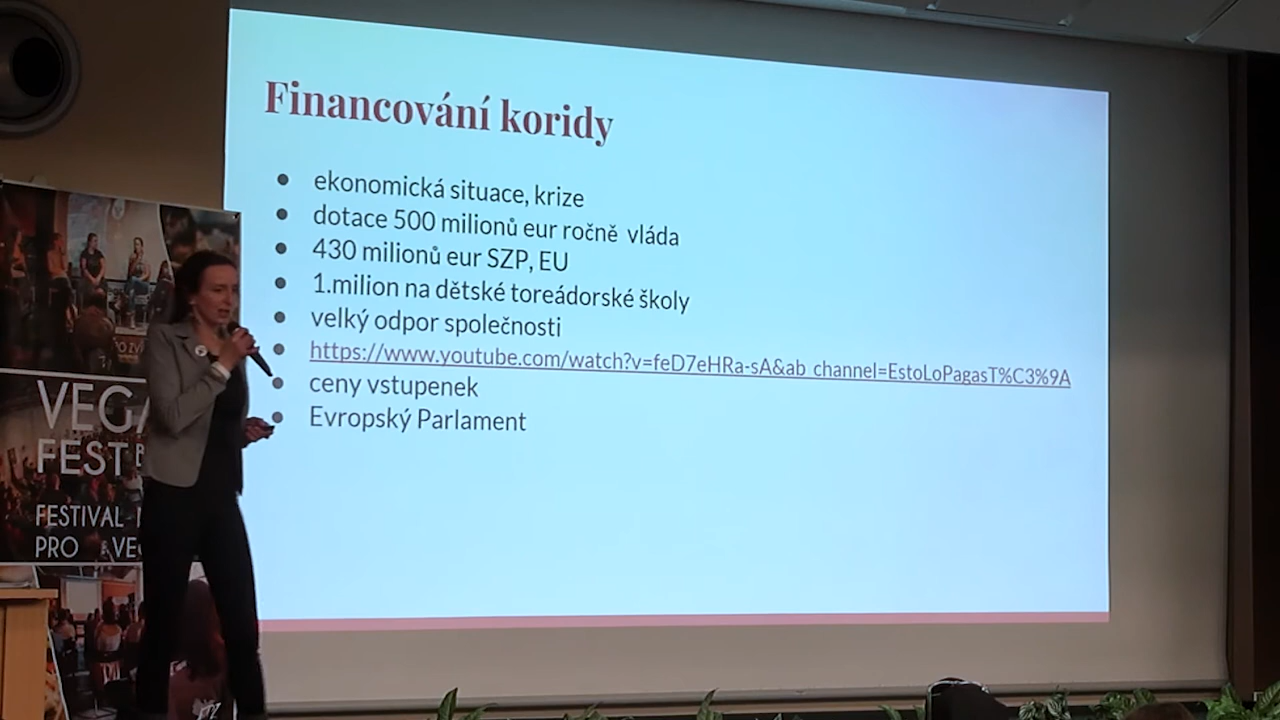 Financování koridy
ekonomická situace, krize
dotace 500 milionů eur ročně vláda
430 milionů eur SZP, EU
1.milion na dětské toreádorské školy
velký odpor společnosti
https://www.youtube.com/watch?v=feD7eHRa-sA&ab_channel=EstoLoPagasT%C3%9A
ceny vstupenek
Evropský Parlament
VEGA
FEST
FESTIVAL
PRO VE